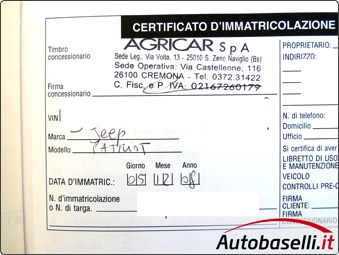 CERTIFICATO D'IMMATRICOLAZIONE
Timbro
concessionario
AGRICAR SpA
Sede Leg.: Via Volta, 13 - 25010 S. Zeno Naviglio (Bs)
Sede Operativa: Via Castelleone, 116
26100 CREMONA - Tel. 0372.31422
C. Fisc. e P. IVA: 02167260179
Firma
concessionario
VIN
Marca Jeep
Modello PATRIOT
Giorno Mese Anno
DATA D'IMMATRIC. 05 12 08
N. d'immatricolazione
o N. di targa.
PROPRIETARIO:
INDIRIZZO:
N. telefono:
Domicilio
Ufficio
Si certifica di aver
LIBRETTO DI USO
E MANUTENZIONE
VEICOLO
CONTROLLI PRE-C
FIRMA
CLIENTE:
FIRMA
Autobaselli.it